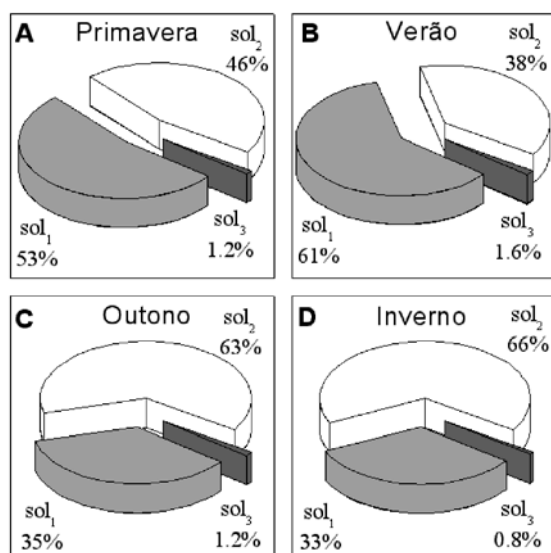 A Primavera
sol₂
46%
sol₁
53%
sol₃
1.2%
B Verão
sol₂
38%
sol₁
61%
sol₃
1.6%
C Outono
sol₂
63%
sol₁
35%
sol₃
1.2%
D Inverno
sol₂
66%
sol₁
33%
sol₃
0.8%